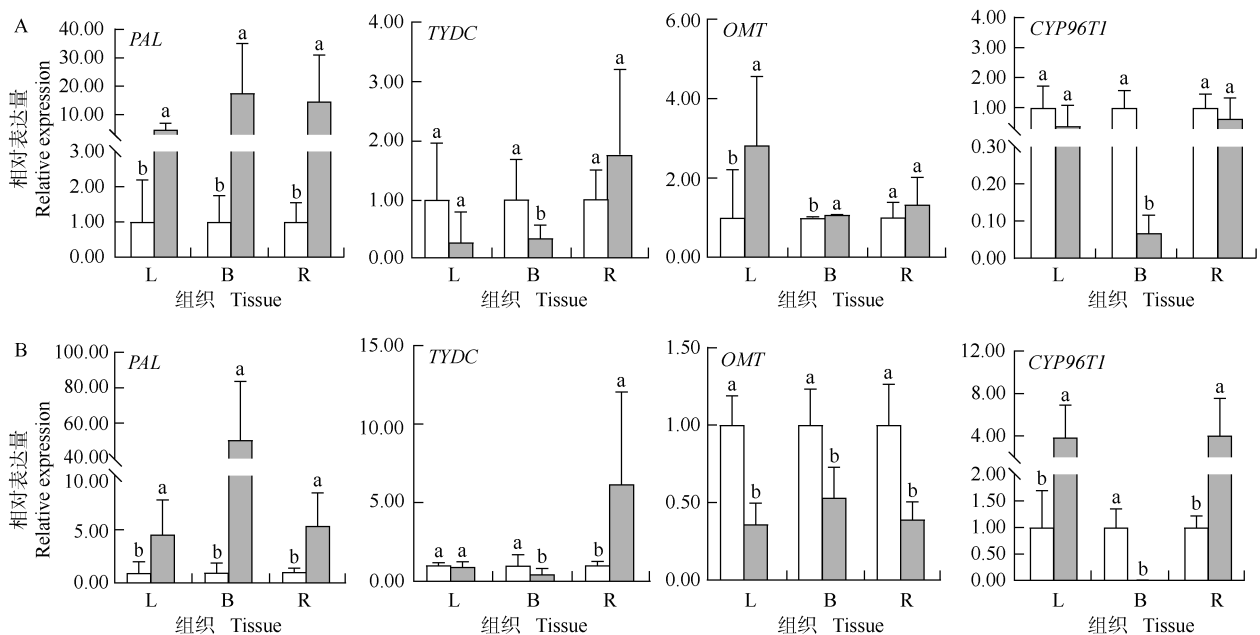 A
相对表达量
Relative expression
PAL
40.00
30.00
20.00
10.00
3.00
2.00
1.00
0.00
b a b a b a
L B R
组织 Tissue
TYDC
4.00
3.00
2.00
1.00
0.00
a a a b a a
L B R
组织 Tissue
OMT
6.00
4.00
2.00
0.00
b a b a a a
L B R
组织 Tissue
CYP96T1
4.00
3.00
2.00
1.00
0.30
0.20
0.10
0.00
a a a b a a
L B R
组织 Tissue
B
相对表达量
Relative expression
PAL
100.00
80.00
60.00
40.00
10.00
5.00
0.00
b a b a b a
L B R
组织 Tissue
TYDC
15.00
10.00
5.00
0.00
a a a b b a
L B R
组织 Tissue
OMT
1.50
1.00
0.50
0.00
a b a b a b
L B R
组织 Tissue
CYP96T1
12.00
8.00
4.00
2.00
1.00
0.50
0.00
b a a b b a
L B R
组织 Tissue